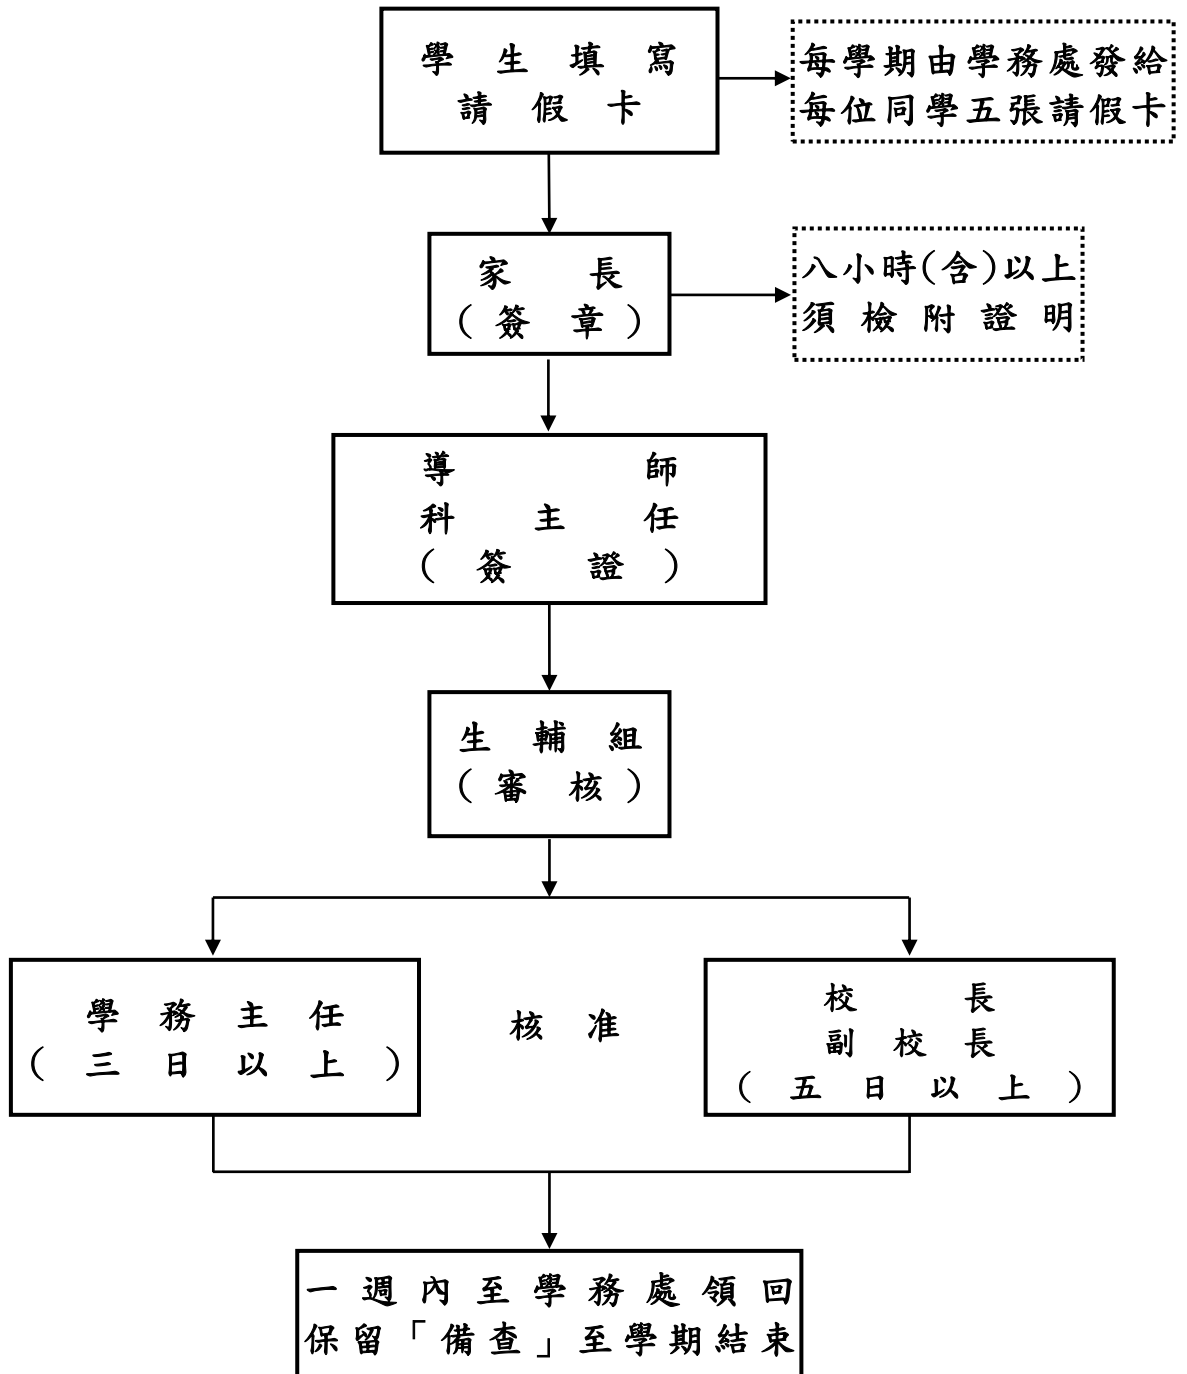 學生填寫
請假卡
每學期由學務處發給
每位同學五張請假卡
家長
(簽章)
八小時(含)以上
須檢附證明
導師
科主任
(簽證)
生輔組
(審核)
學務主任
(三日以上)
核准
校長
副校長
(五日以上)
一週內至學務處領回
保留「備查」至學期結束